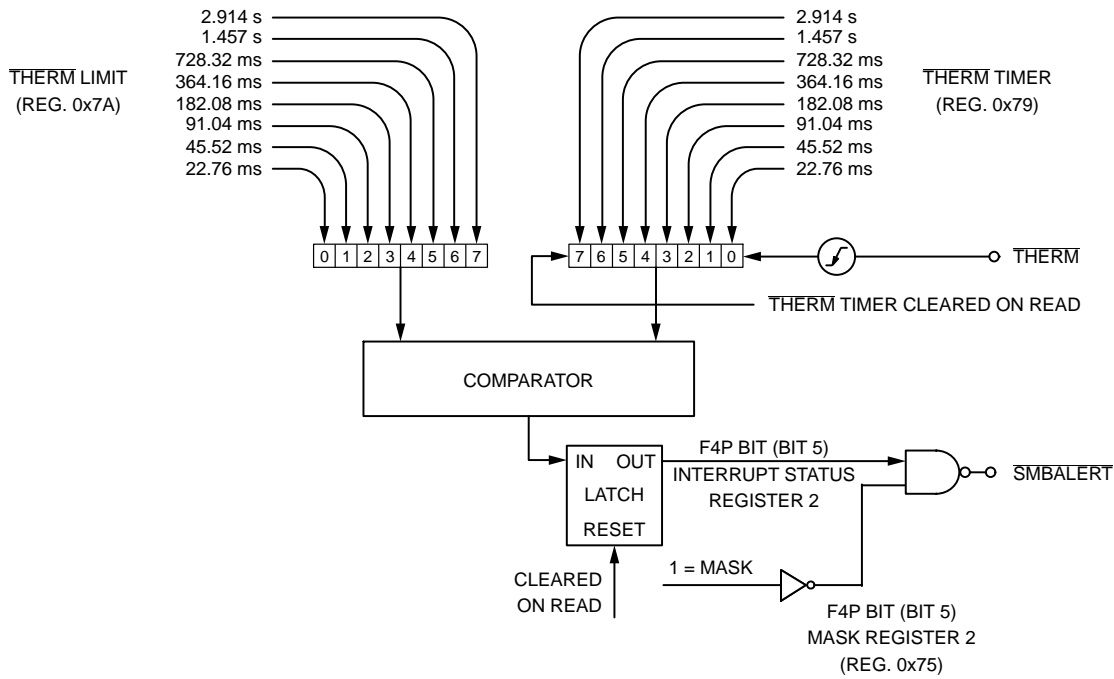 2.914 s
1.457 s
728.32 ms
364.16 ms
182.08 ms
91.04 ms
45.52 ms
22.76 ms
THERM LIMIT
(REG. 0x7A)
0 1 2 3 4 5 6 7
2.914 s
1.457 s
728.32 ms
364.16 ms
182.08 ms
91.04 ms
45.52 ms
22.76 ms
THERM TIMER
(REG. 0x79)
7 6 5 4 3 2 1 0
THERM
THERM TIMER CLEARED ON READ
COMPARATOR
IN OUT
LATCH
RESET
CLEARED
ON READ
F4P BIT (BIT 5)
INTERRUPT STATUS
REGISTER 2
SMBALERT
1 = MASK
F4P BIT (BIT 5)
MASK REGISTER 2
(REG. 0x75)